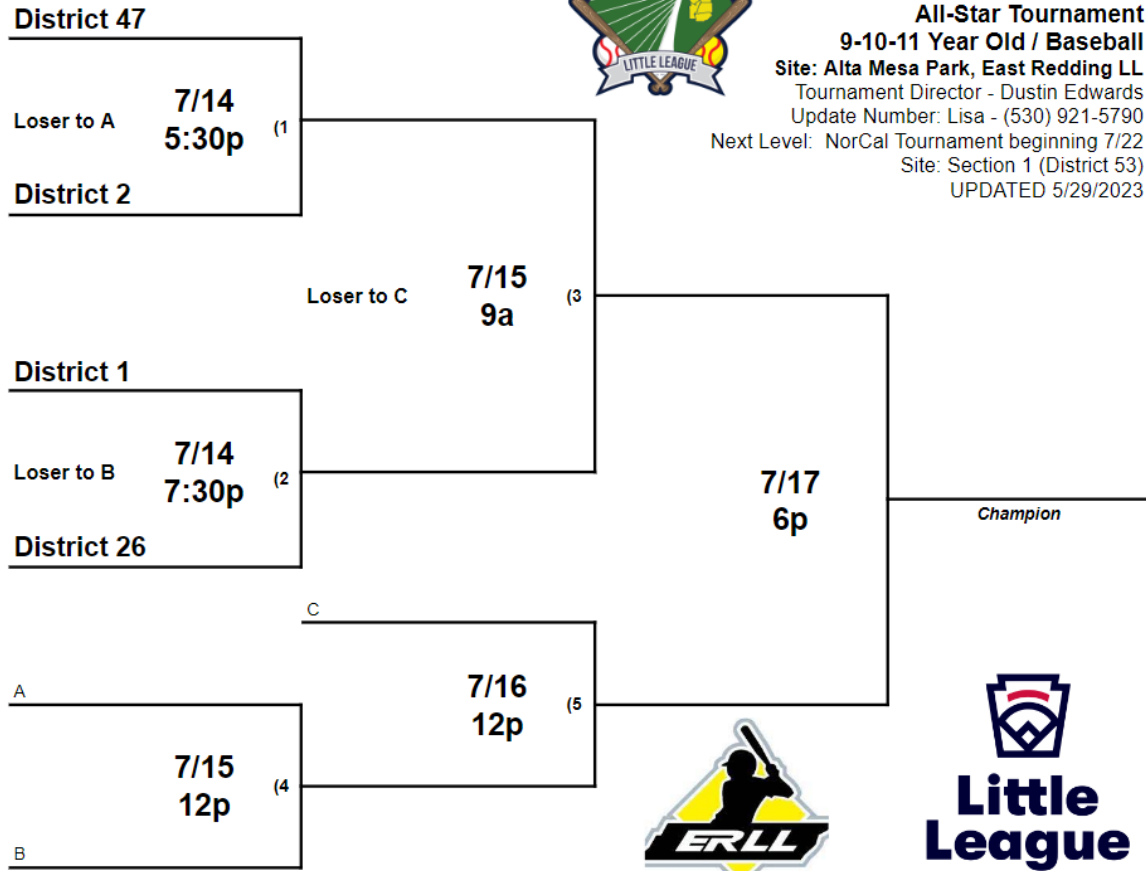 District 47
7/14
Loser to A
5:30p
(1
District 2
LITTLE LEAGUE
All-Star Tournament
9-10-11 Year Old / Baseball
Site: Alta Mesa Park, East Redding LL
Tournament Director - Dustin Edwards
Update Number: Lisa - (530) 921-5790
Next Level: NorCal Tournament beginning 7/22
Site: Section 1 (District 53)
UPDATED 5/29/2023
Loser to C
7/15
9a
(3
District 1
7/14
Loser to B
7:30p
(2
District 26
7/17
6p
Champion
C
7/16
12p
(5
A
7/15
12p
(4
B
ERLL
Little
League